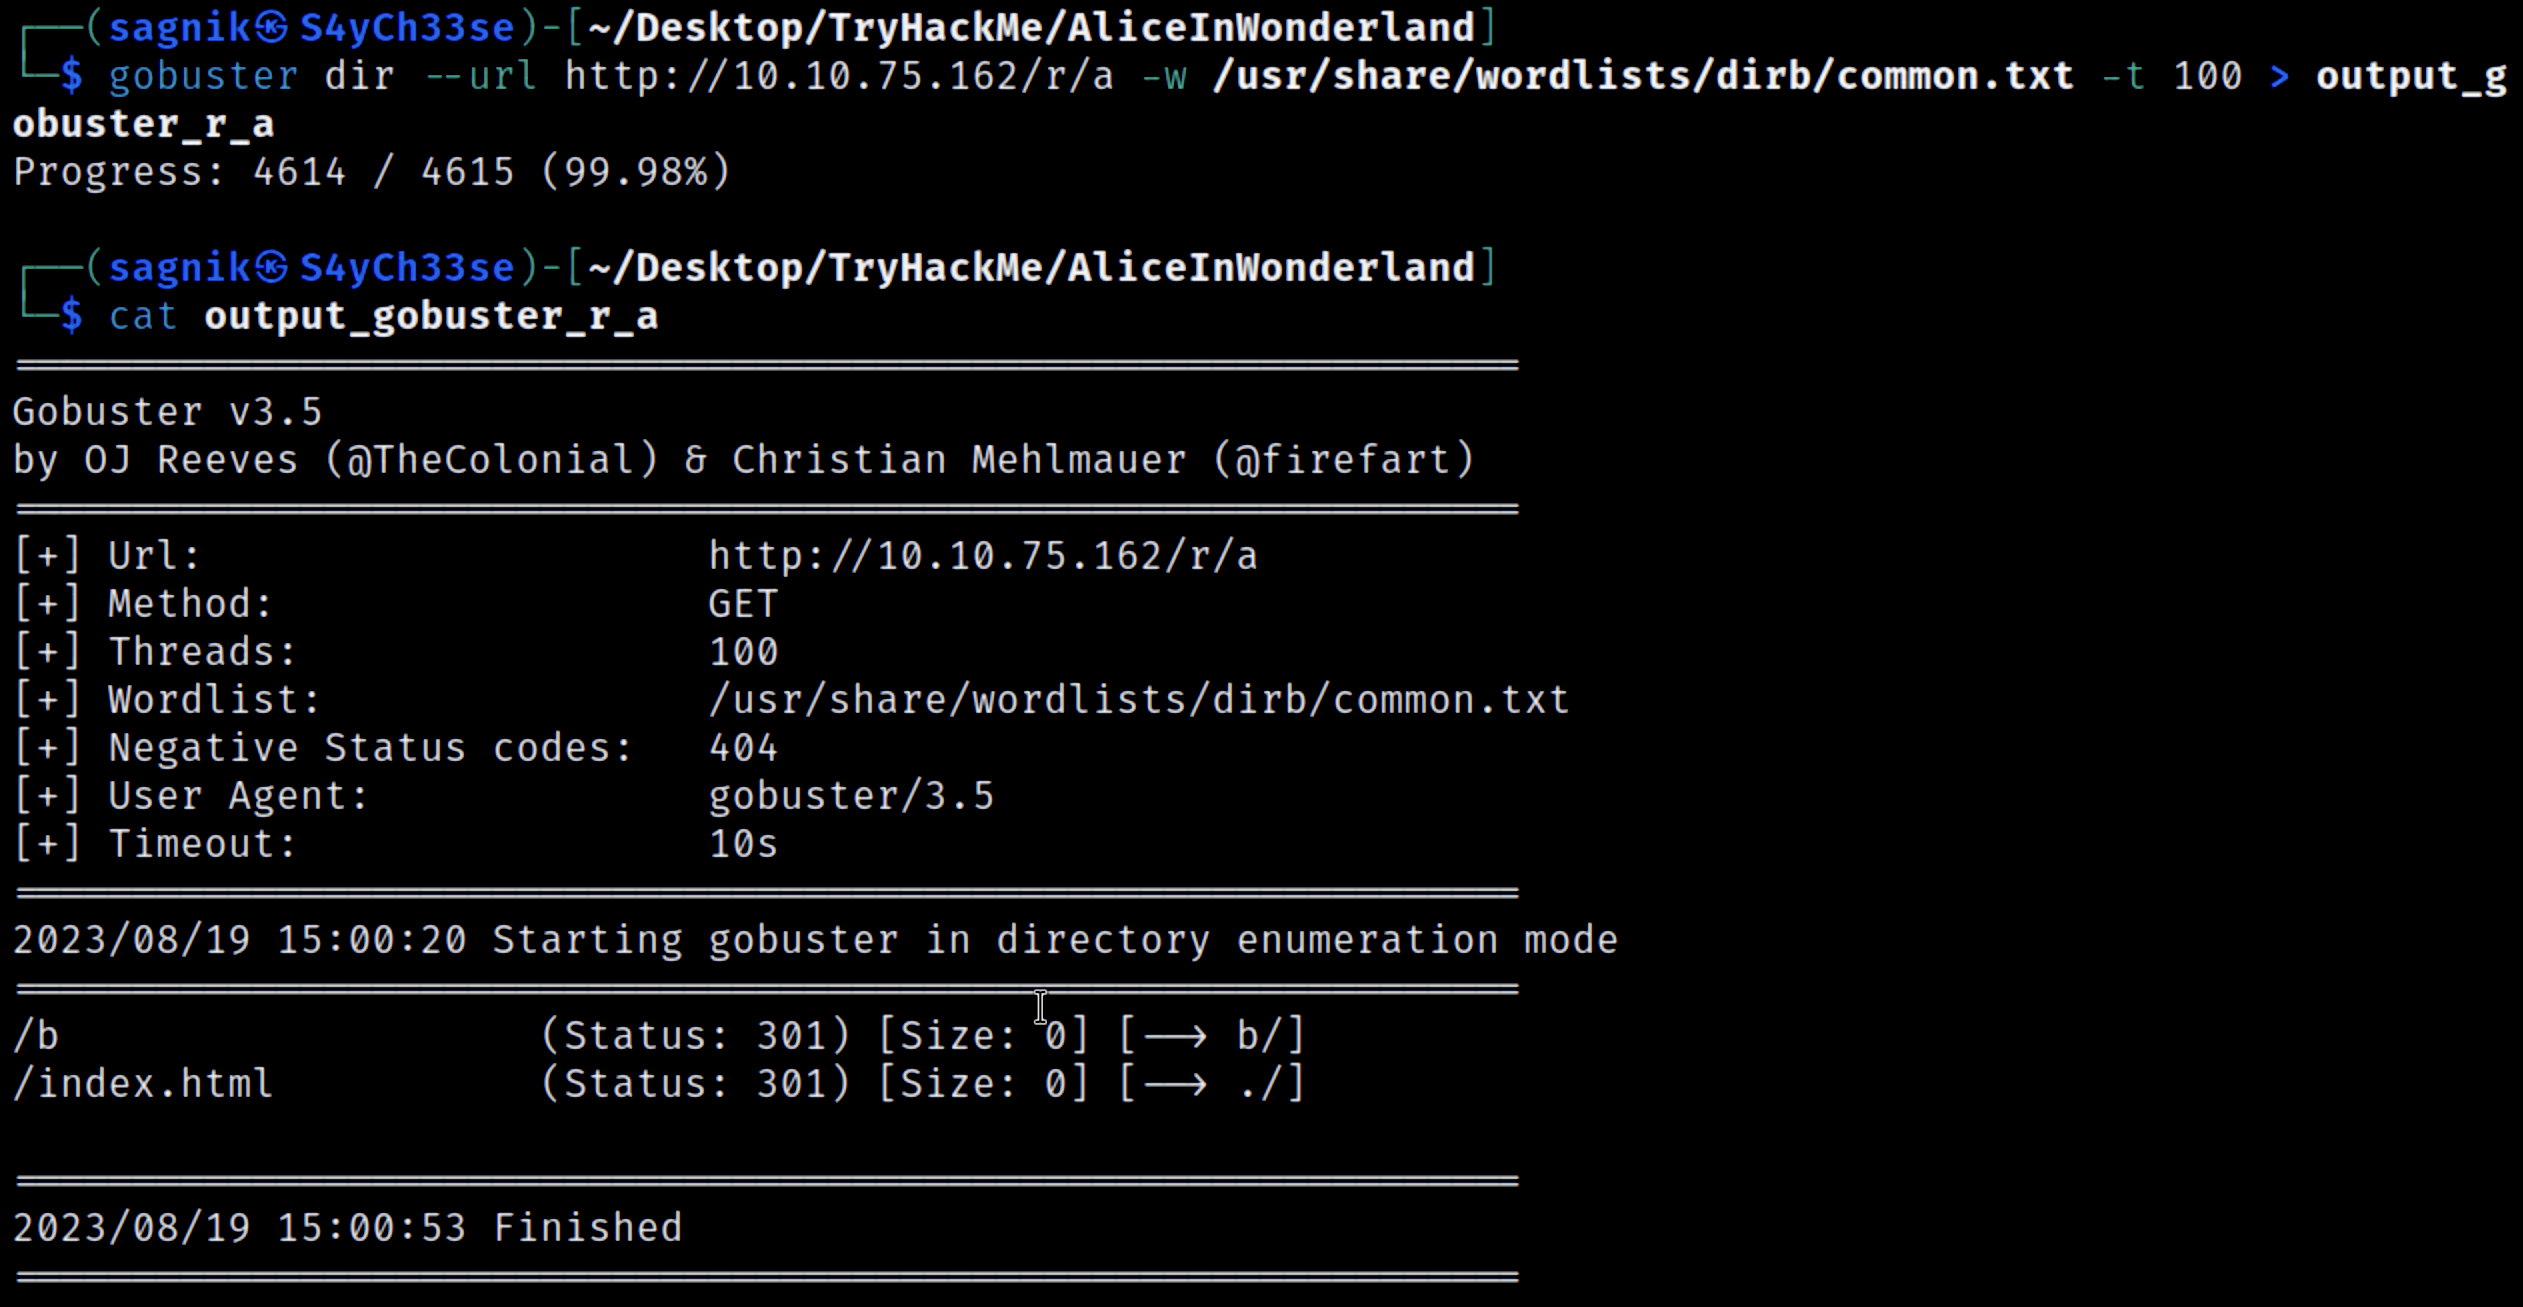 ┌──(sagnik㉿S4yCh33se)-[~/Desktop/TryHackMe/AliceInWonderland]
└─$ gobuster dir --url http://10.10.75.162/r/a -w /usr/share/wordlists/dirb/common.txt -t 100 > output_g
obuster_r_a
Progress: 4614 / 4615 (99.98%)
┌──(sagnik㉿S4yCh33se)-[~/Desktop/TryHackMe/AliceInWonderland]
└─$ cat output_gobuster_r_a
===============================================================
Gobuster v3.5
by OJ Reeves (@TheColonial) & Christian Mehlmauer (@firefart)
===============================================================
[+] Url:                     http://10.10.75.162/r/a
[+] Method:                  GET
[+] Threads:                 100
[+] Wordlist:                /usr/share/wordlists/dirb/common.txt
[+] Negative Status codes:   404
[+] User Agent:              gobuster/3.5
[+] Timeout:                 10s
===============================================================
2023/08/19 15:00:20 Starting gobuster in directory enumeration mode
===============================================================
/b                    (Status: 301) [Size: 0] [--> b/]
/index.html           (Status: 301) [Size: 0] [--> ./]
===============================================================
2023/08/19 15:00:53 Finished
===============================================================